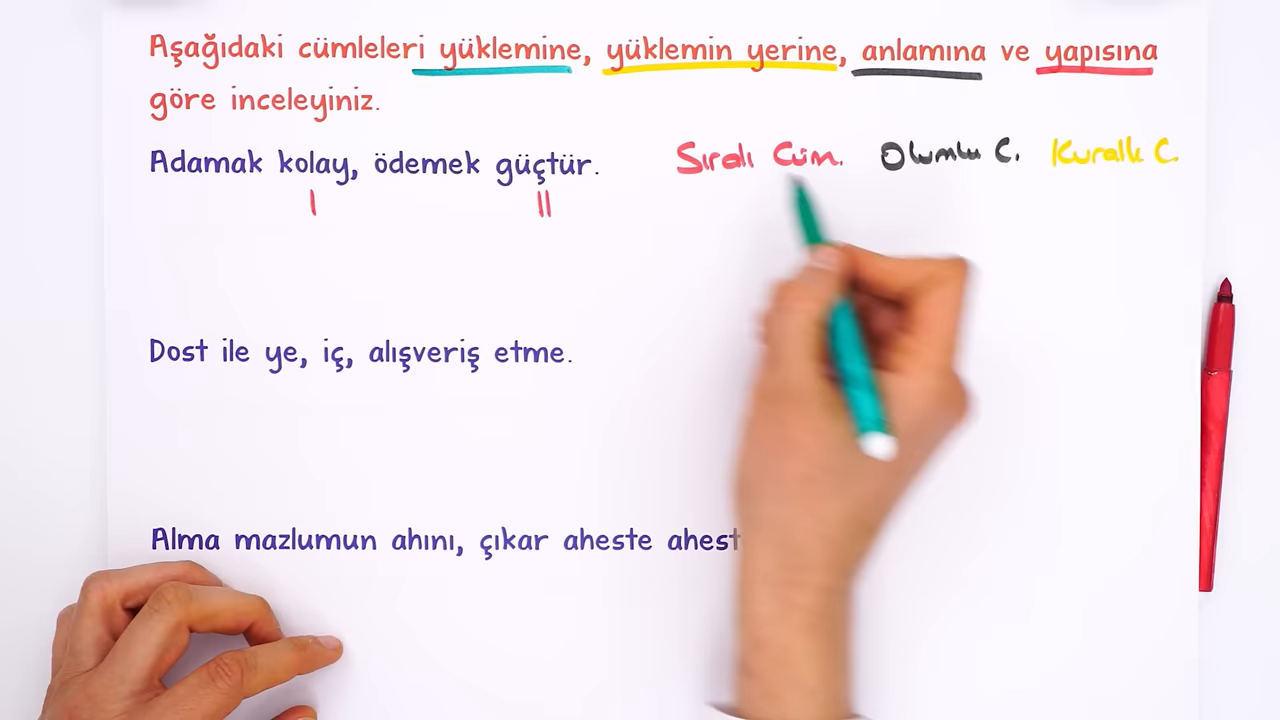 Aşağıdaki cümleleri yüklemine, yüklemin yerine, anlamına ve yapısına
göre inceleyiniz.
Adamak kolay, ödemek güçtür. Sıralı Cüm. Olumlu C. Kurallı C.
I II
Dost ile ye, iç, alışveriş etme.
Alma mazlumun ahını, çıkar aheste